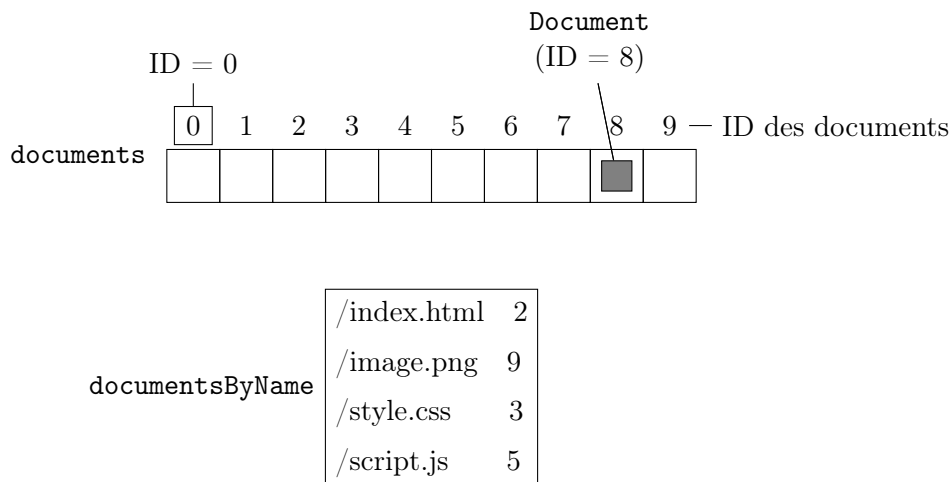 Document
(ID = 8)
ID = 0
0 1 2 3 4 5 6 7 8 9 ID des documents
documents
/index.html 2
/image.png 9
documentsByName
/style.css 3
/script.js 5